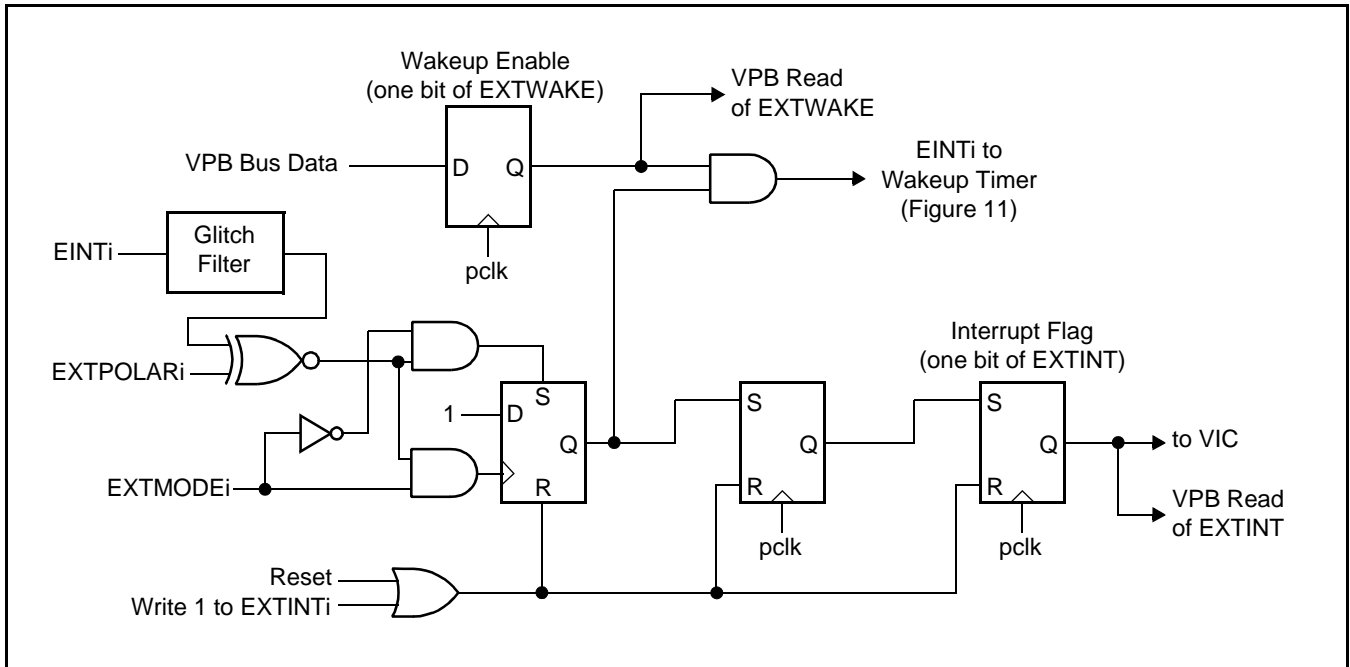 Wakeup Enable
(one bit of EXTWAKE)
VPB Read
of EXTWAKE
VPB Bus Data
D
Q
EINTi to
Wakeup Timer
(Figure 11)
pclk
EINTi
Glitch
Filter
EXTPOLARi
Interrupt Flag
(one bit of EXTINT)
1
D
S
Q
R
S
Q
R
pclk
S
Q
R
pclk
to VIC
VPB Read
of EXTINT
EXTMODEi
Reset
Write 1 to EXTINTi